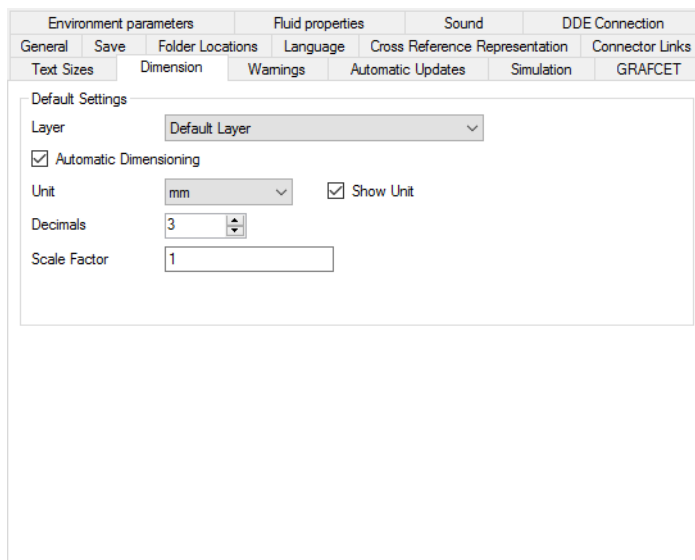 Environment parameters Fluid properties Sound DDE Connection
General Save Folder Locations Language Cross Reference Representation Connector Links
Text Sizes Dimension Warnings Automatic Updates Simulation GRAFCET
Default Settings
Layer Default Layer
Automatic Dimensioning
Unit mm Show Unit
Decimals 3
Scale Factor 1